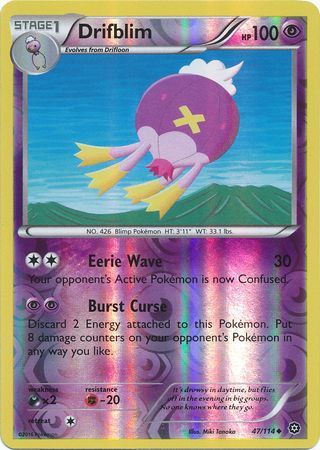 STAGE1
Drifblim
HP 100
Evolves from Drifloon
NO. 426 Blimp Pokémon HT: 3'11" WT: 33.1 lbs.
Eerie Wave 30
Your opponent's Active Pokémon is now Confused.
Burst Curse
Discard 2 Energy attached to this Pokémon. Put
8 damage counters on your opponent's Pokémon in
any way you like.
weakness
×2
resistance
-20
retreat
It's drowsy in daytime, but flies
off in the evening in big groups.
No one knows where they go.
©2016 Pokémon
Illus. Miki Tanaka
47/114